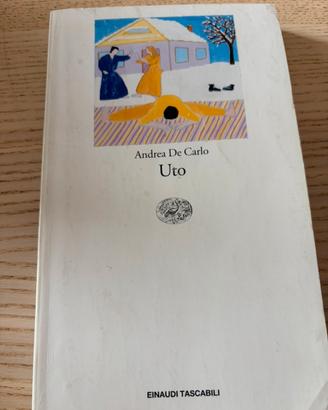 Andrea De Carlo
Uto
EINAUDI TASCABILI